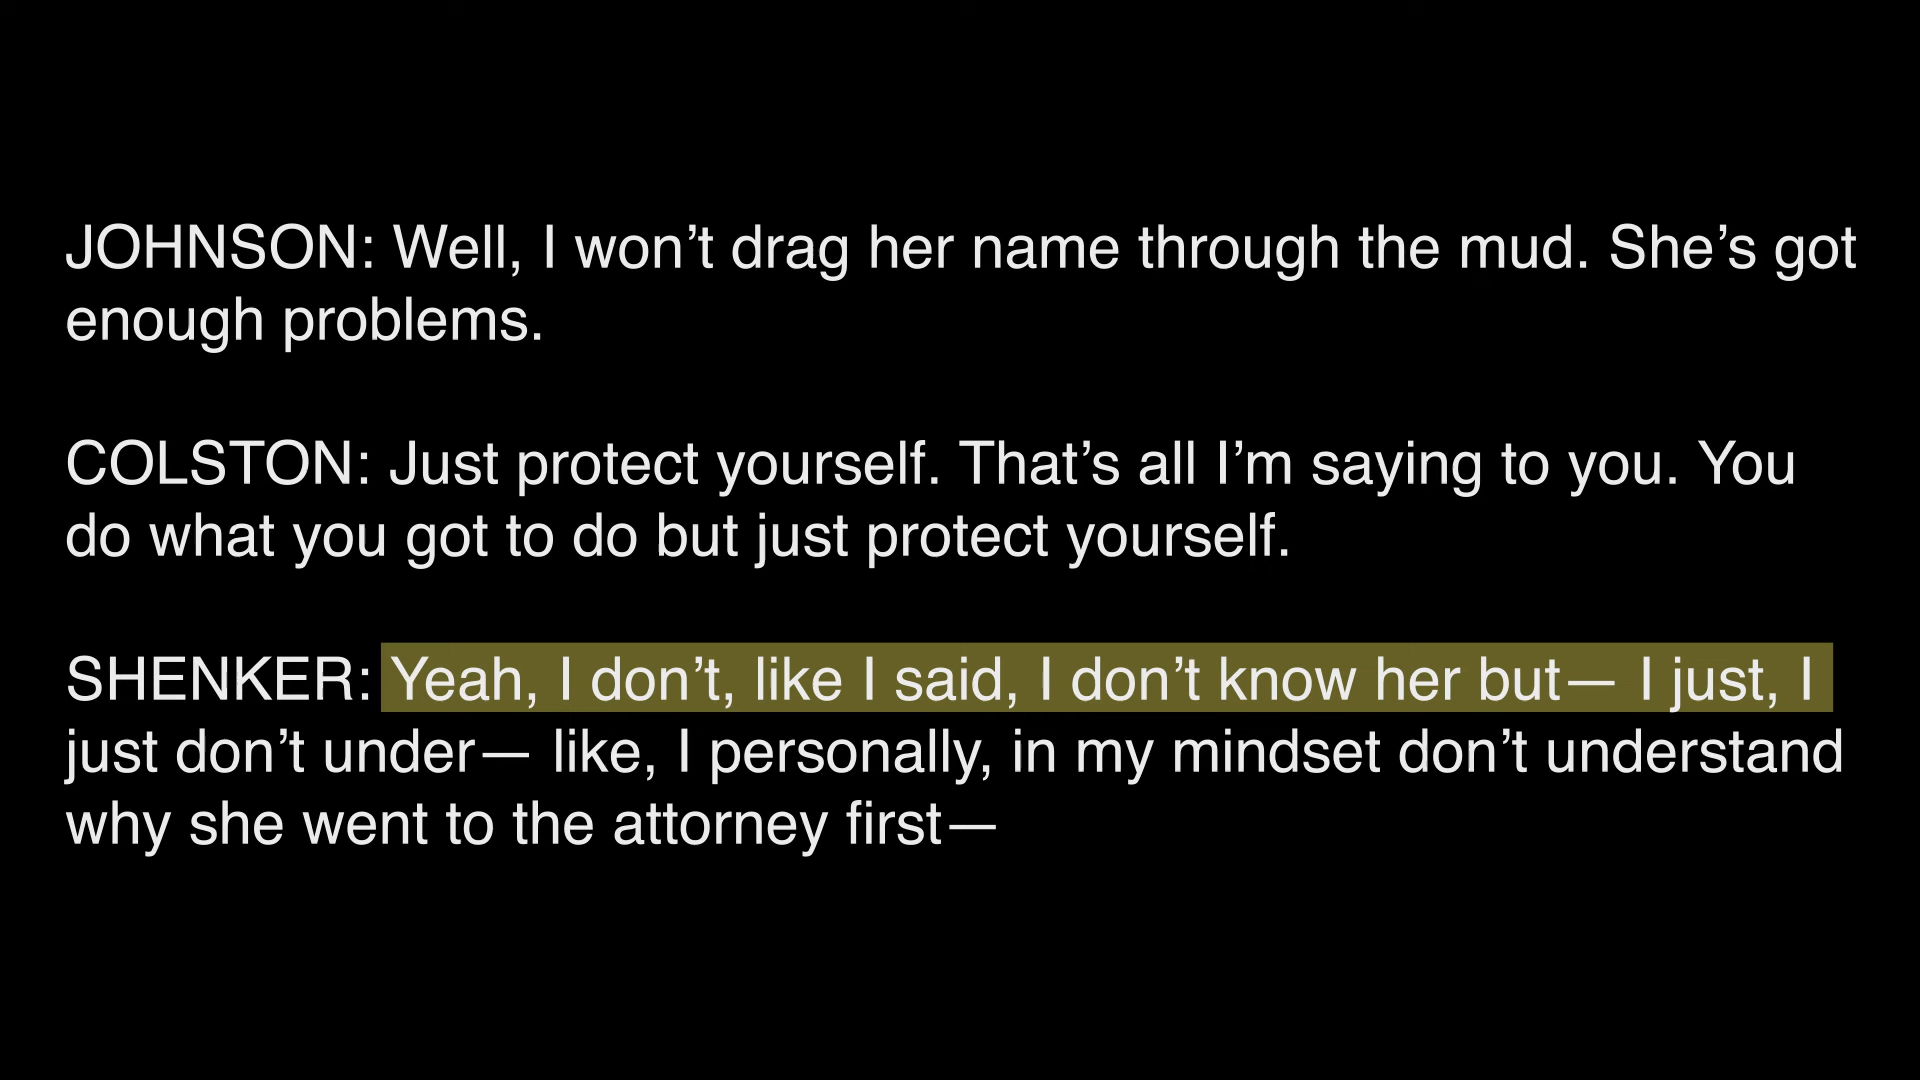 JOHNSON: Well, I won’t drag her name through the mud. She’s got
enough problems.
COLSTON: Just protect yourself. That’s all I’m saying to you. You
do what you got to do but just protect yourself.
SHENKER: Yeah, I don’t, like I said, I don’t know her but— I just, I
just don’t under— like, I personally, in my mindset don’t understand
why she went to the attorney first—